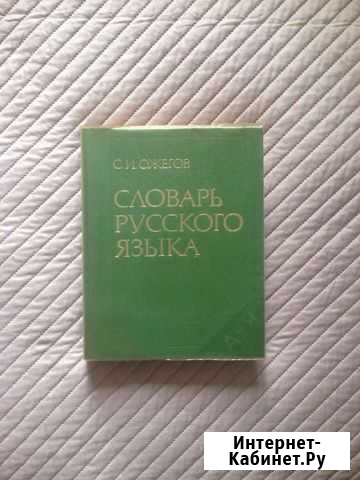 С.И.ОЖЕГОВ
СЛОВАРЬ
РУССКОГО
ЯЗЫКА
Интернет-
Кабинет.Ру